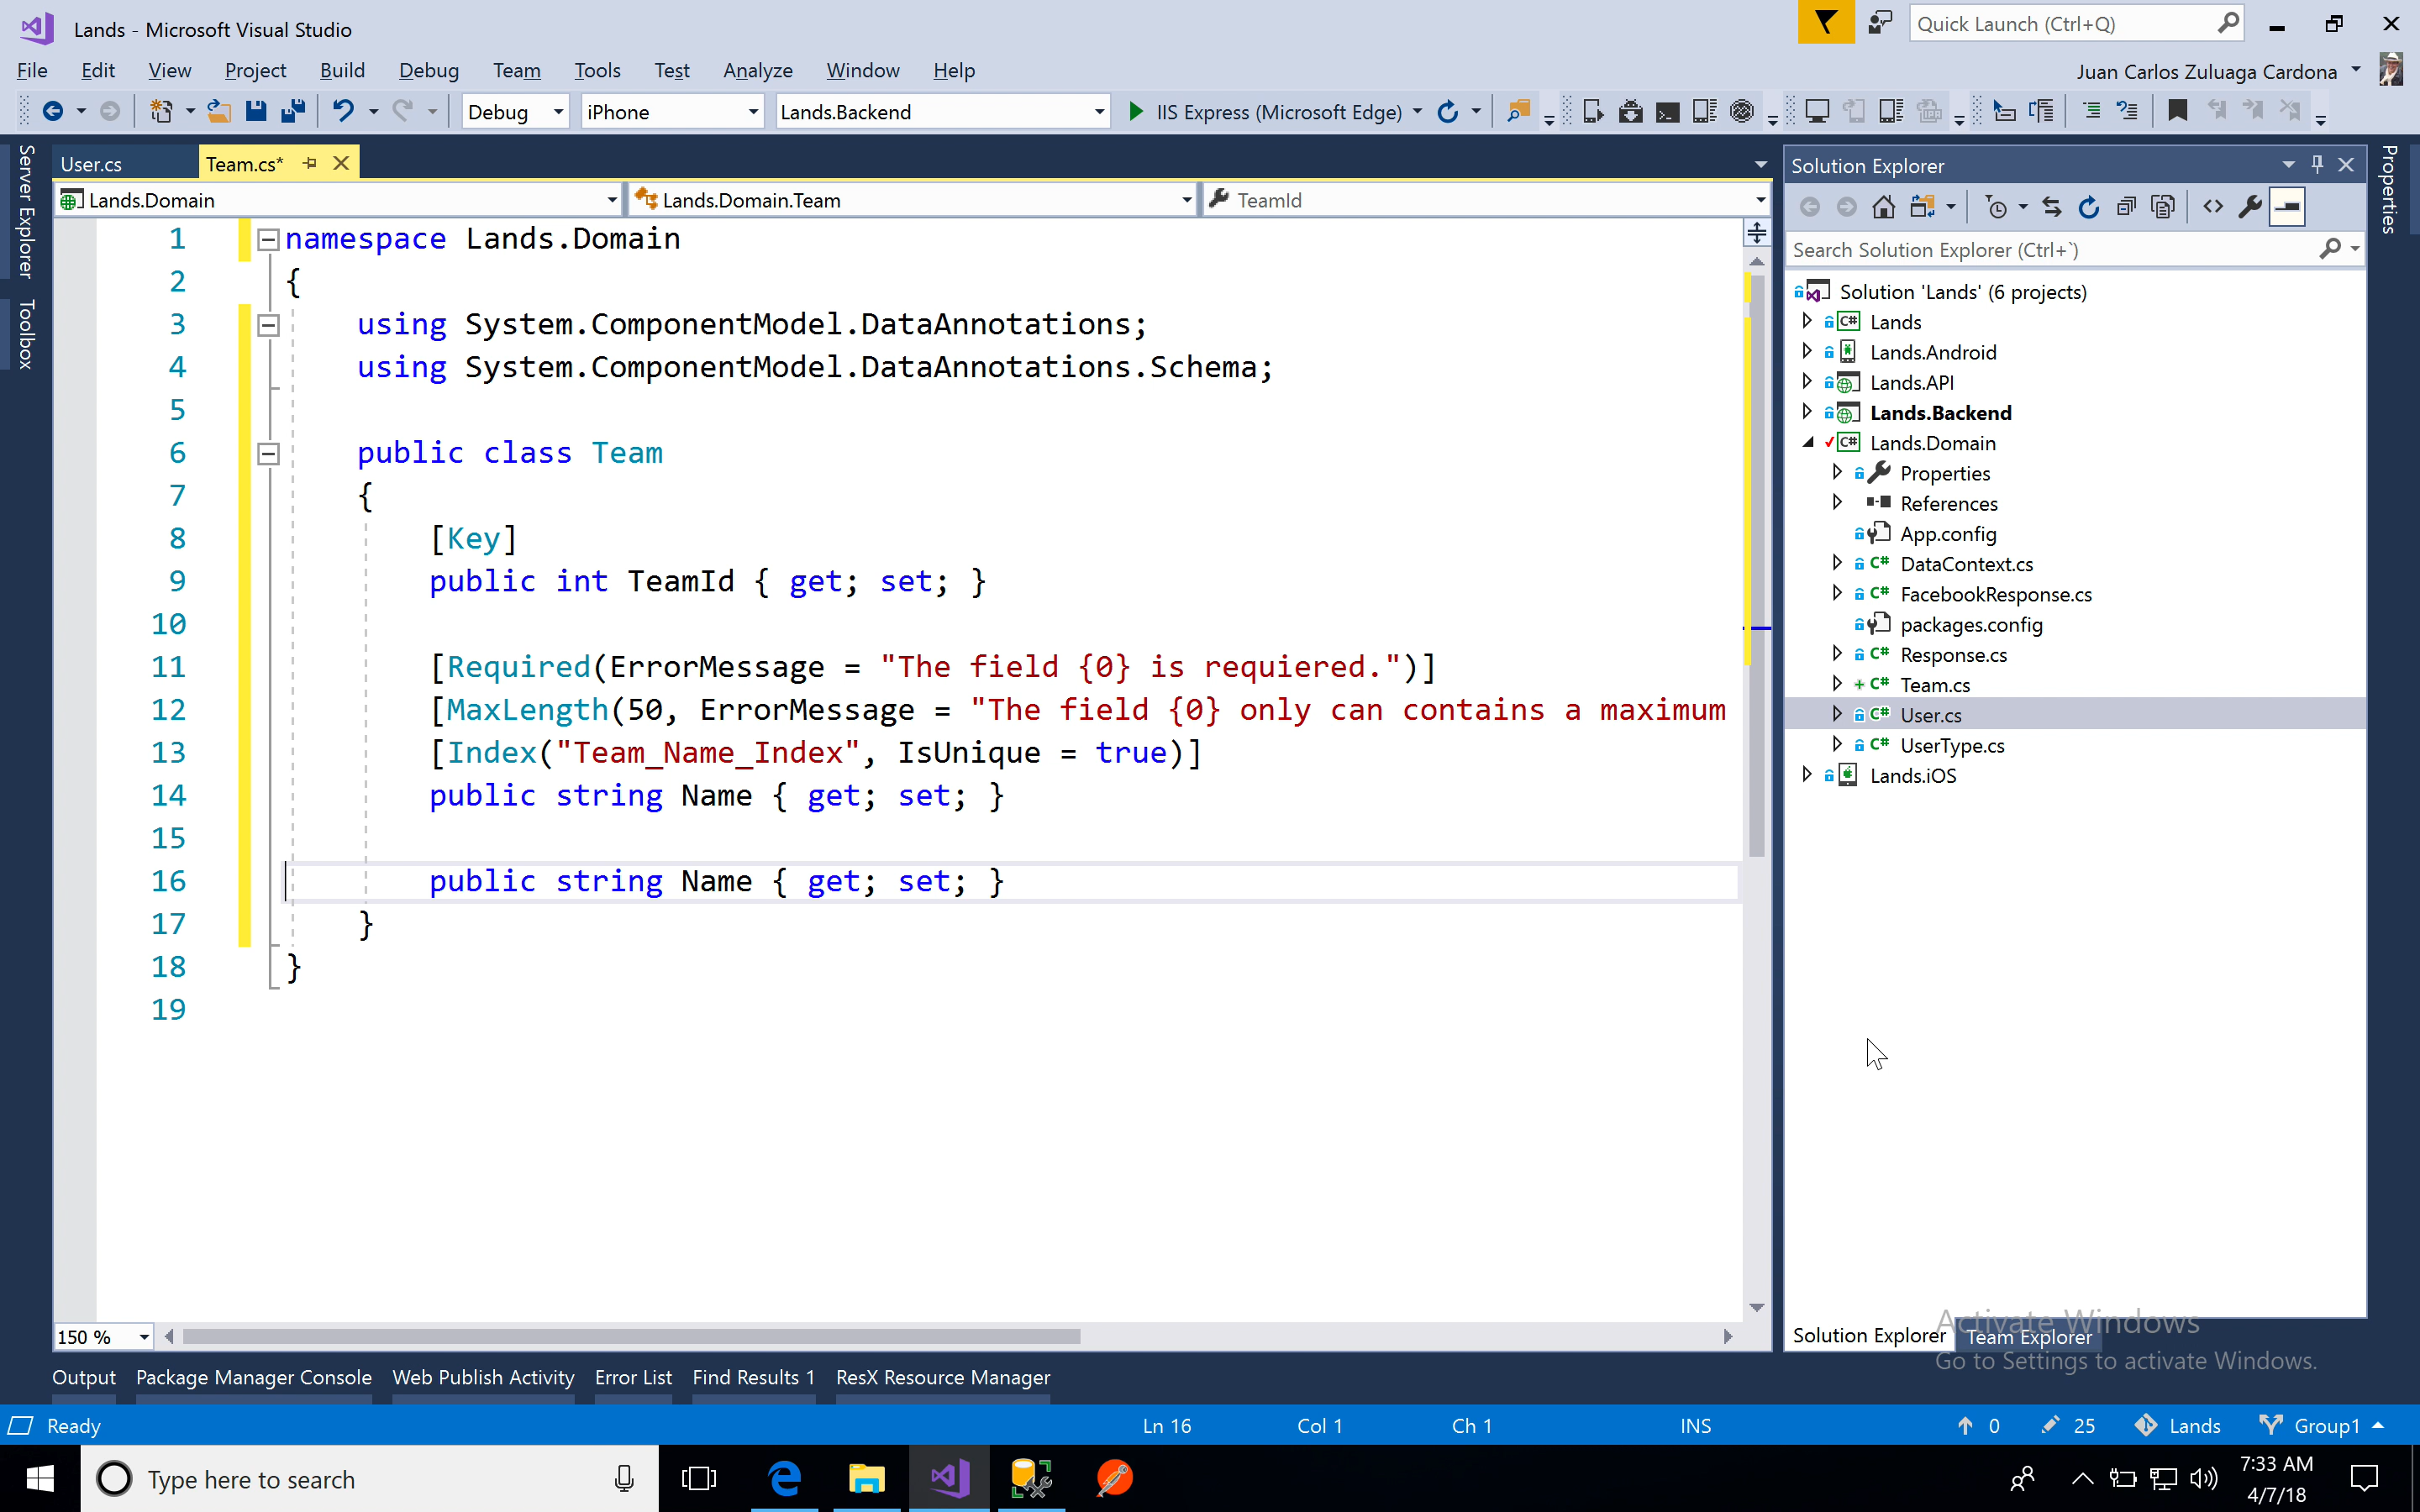 Lands - Microsoft Visual Studio
Quick Launch (Ctrl+Q)
File Edit View Project Build Debug Team Tools Test Analyze Window Help
Juan Carlos Zuluaga Cardona
Debug iPhone Lands.Backend IIS Express (Microsoft Edge)
Server Explorer
Toolbox
User.cs Team.cs*
Lands.Domain Lands.Domain.Team TeamId
1 namespace Lands.Domain
2 {
3 using System.ComponentModel.DataAnnotations;
4 using System.ComponentModel.DataAnnotations.Schema;
5
6 public class Team
7 {
8 [Key]
9 public int TeamId { get; set; }
10
11 [Required(ErrorMessage = "The field {0} is requiered.")]
12 [MaxLength(50, ErrorMessage = "The field {0} only can contains a maximum
13 [Index("Team_Name_Index", IsUnique = true)]
14 public string Name { get; set; }
15
16 public string Name { get; set; }
17 }
18 }
19
150 %
Solution Explorer
Properties
Search Solution Explorer (Ctrl+`)
Solution 'Lands' (6 projects)
C# Lands
Lands.Android
Lands.API
Lands.Backend
C# Lands.Domain
Properties
References
App.config
C# DataContext.cs
C# FacebookResponse.cs
packages.config
C# Response.cs
C# Team.cs
C# User.cs
C# UserType.cs
Lands.iOS
Solution Explorer Team Explorer
Activate Windows
Go to Settings to activate Windows.
Output Package Manager Console Web Publish Activity Error List Find Results 1 ResX Resource Manager
Ready Ln 16 Col 1 Ch 1 INS 0 25 Lands Group1
Type here to search
7:33 AM
4/7/18